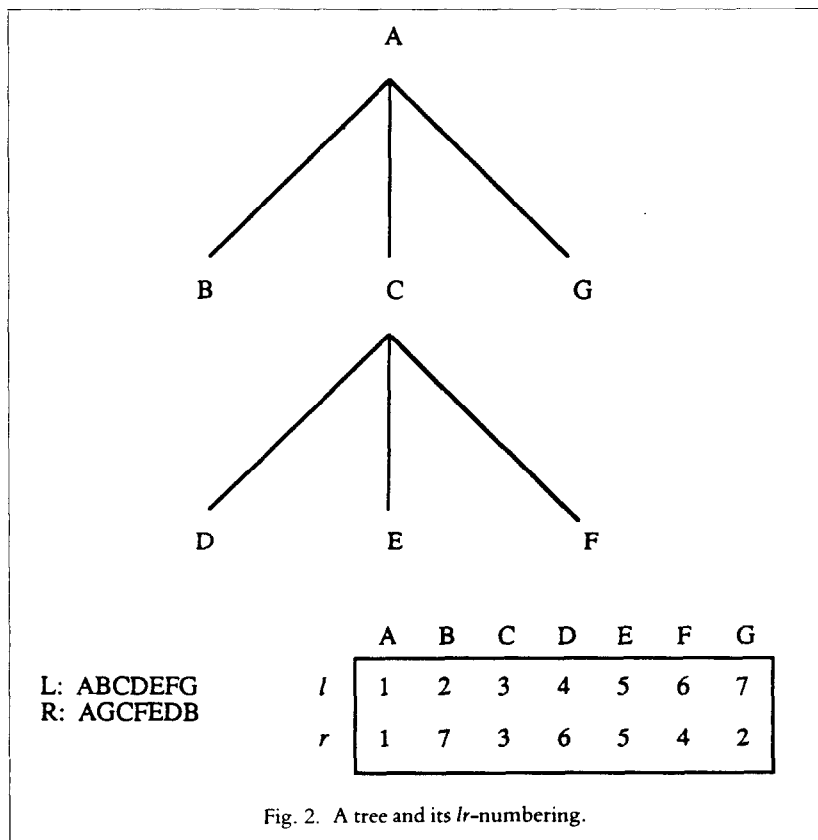 A
B C G
D E F
A B C D E F G
L: ABCDEFG l 1 2 3 4 5 6 7
R: AGCFEDB r 1 7 3 6 5 4 2
Fig. 2. A tree and its lr-numbering.